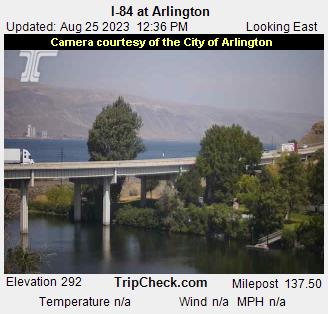 I-84 at Arlington
Updated: Aug 25 2023 12:36 PM Looking East
Camera courtesy of the City of Arlington
Elevation 292 TripCheck.com Milepost 137.50
Temperature n/a Wind n/a MPH n/a